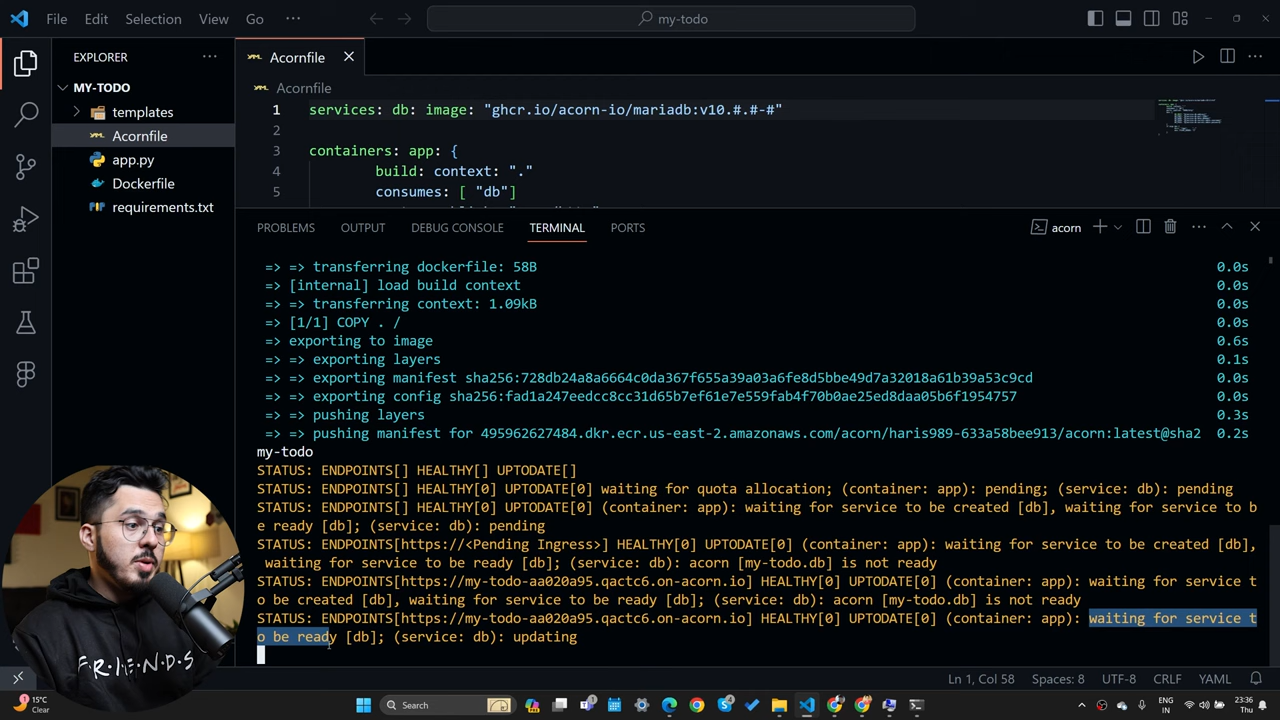 File Edit Selection View Go ··· my-todo
EXPLORER ···
MY-TODO
templates
Acornfile
app.py
Dockerfile
requirements.txt
Acornfile
Acornfile
1 services: db: image: "ghcr.io/acorn-io/mariadb:v10.#.#-#"
2
3 containers: app: {
4 build: context: "."
5 consumes: [ "db"]
PROBLEMS OUTPUT DEBUG CONSOLE TERMINAL PORTS acorn
=> => transferring dockerfile: 58B 0.0s
=> [internal] load build context 0.0s
=> => transferring context: 1.09kB 0.0s
=> [1/1] COPY . / 0.0s
=> exporting to image 0.6s
=> => exporting layers 0.1s
=> => exporting manifest sha256:728db24a8a6664c0da367f655a39a03a6fe8d5bbe49d7a32018a61b39a53c9cd 0.0s
=> => exporting config sha256:fad1a247eedcc8cc31d65b7ef61e7e559fab4f70b0ae25ed8daa05b6f1954757 0.0s
=> => pushing layers 0.3s
=> => pushing manifest for 495962627484.dkr.ecr.us-east-2.amazonaws.com/acorn/haris989-633a58bee913/acorn:latest@sha2 0.2s
my-todo
STATUS: ENDPOINTS[] HEALTHY[] UPTODATE[]
STATUS: ENDPOINTS[] HEALTHY[0] UPTODATE[0] waiting for quota allocation; (container: app): pending; (service: db): pending
STATUS: ENDPOINTS[] HEALTHY[0] UPTODATE[0] (container: app): waiting for service to be created [db], waiting for service to b
e ready [db]; (service: db): pending
STATUS: ENDPOINTS[https://<Pending Ingress>] HEALTHY[0] UPTODATE[0] (container: app): waiting for service to be created [db],
waiting for service to be ready [db]; (service: db): acorn [my-todo.db] is not ready
STATUS: ENDPOINTS[https://my-todo-aa020a95.qactc6.on-acorn.io] HEALTHY[0] UPTODATE[0] (container: app): waiting for service t
o be created [db], waiting for service to be ready [db]; (service: db): acorn [my-todo.db] is not ready
STATUS: ENDPOINTS[https://my-todo-aa020a95.qactc6.on-acorn.io] HEALTHY[0] UPTODATE[0] (container: app): waiting for service t
o be ready [db]; (service: db): updating
F·R·I·E·N·D·S
Ln 1, Col 58 Spaces: 8 UTF-8 CRLF YAML
15°C
Clear
Search
ENG
IN
23:36
Thu